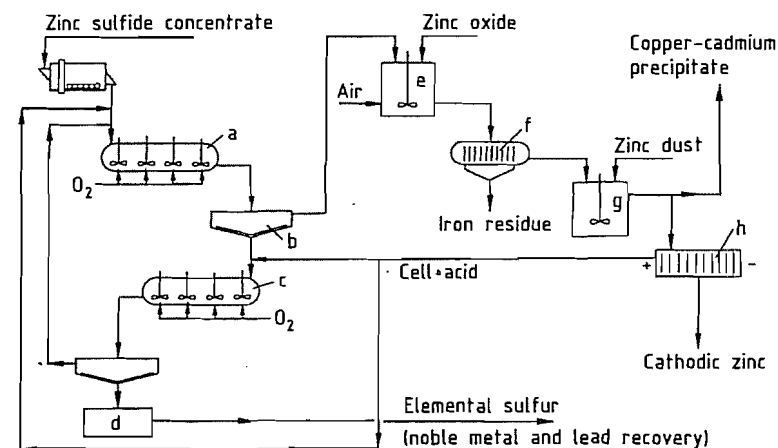 Zinc sulfide concentrate
Zinc oxide
Copper-cadmium
precipitate
e
Air
a
f
Zinc dust
O₂
g
b
Iron residue
h
+
-
Cell acid
c
O₂
Cathodic zinc
d
Elemental sulfur
(noble metal and lead recovery)